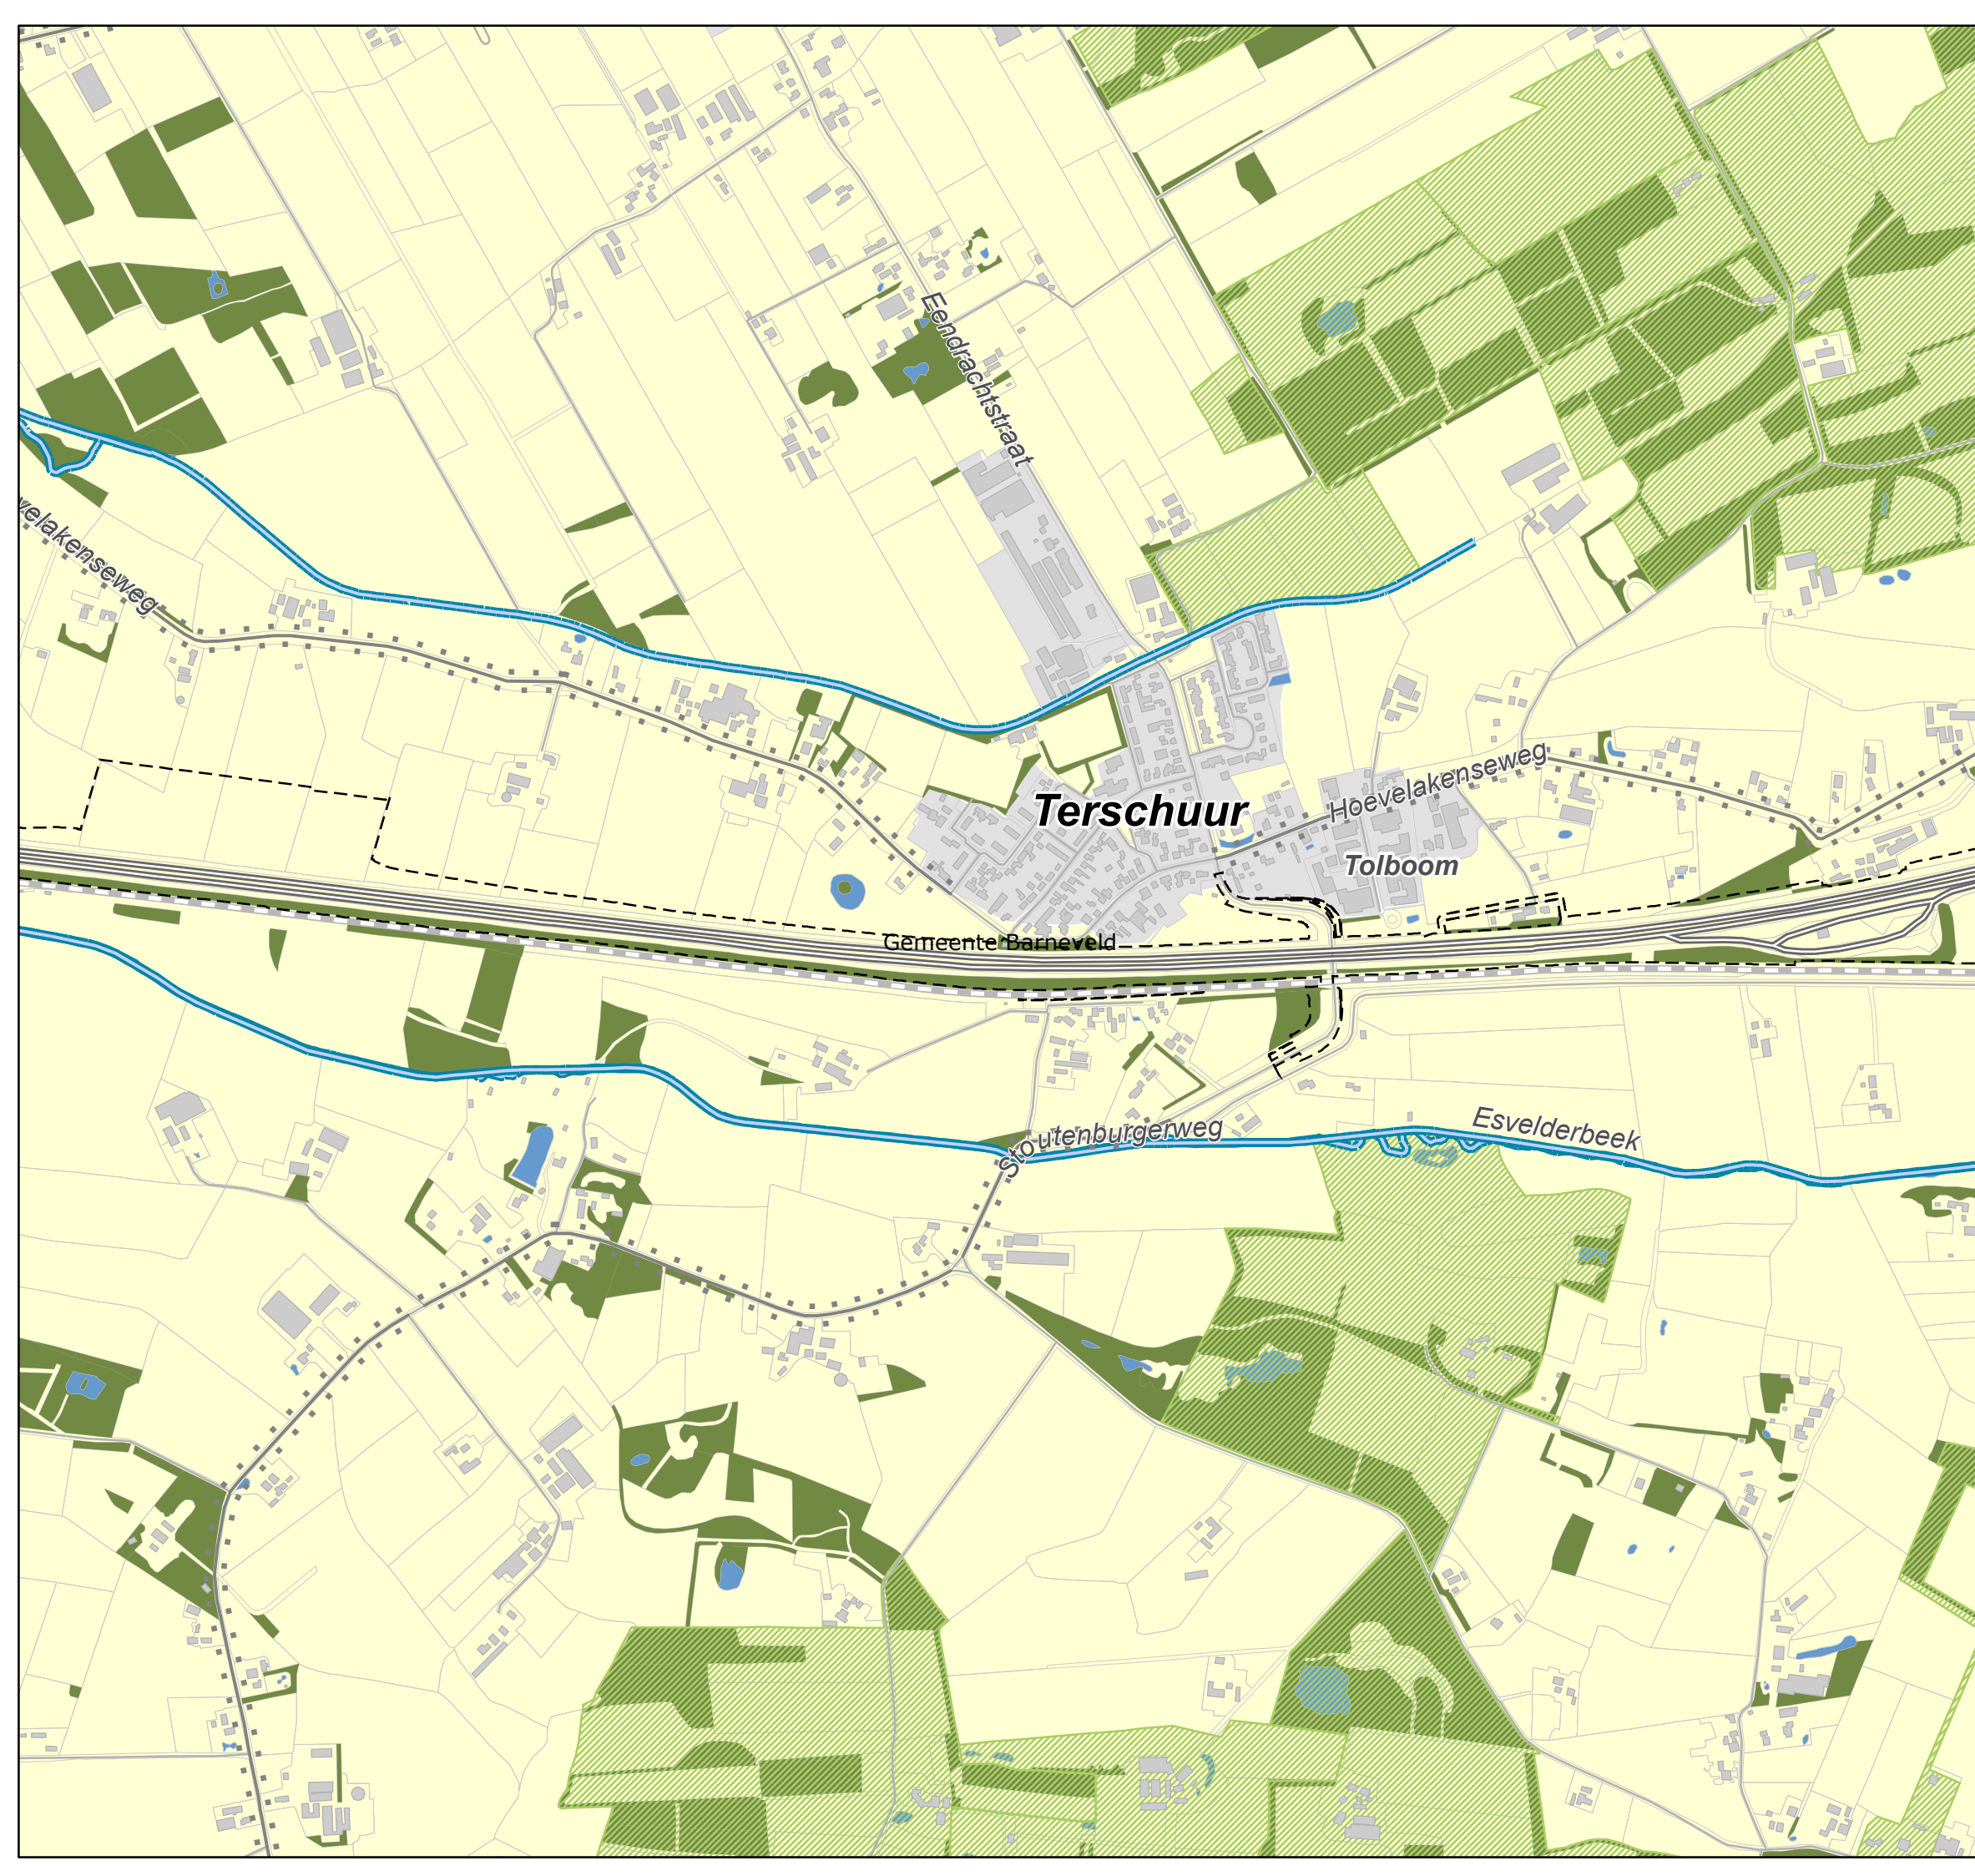 Eendrachtstraat
velakenseweg
Hoevelakenseweg
Terschuur
Tolboom
Gemeente Barneveld
Stoutenburgerweg
Esvelderbeek